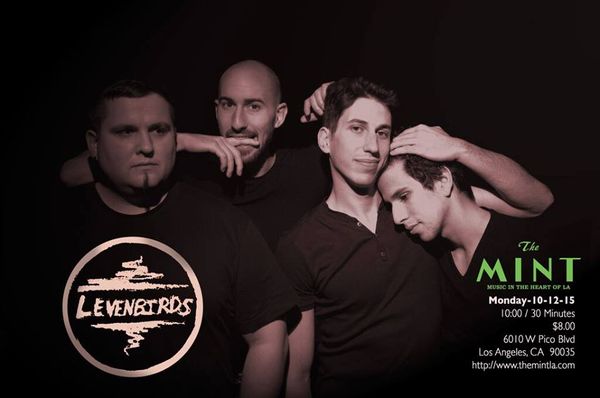 LEVENBIRDS
The
MINT
MUSIC IN THE HEART OF LA
Monday-10-12-15
10:00 / 30 Minutes
$8.00
6010 W Pico Blvd
Los Angeles, CA 90035
http://www.themintla.com